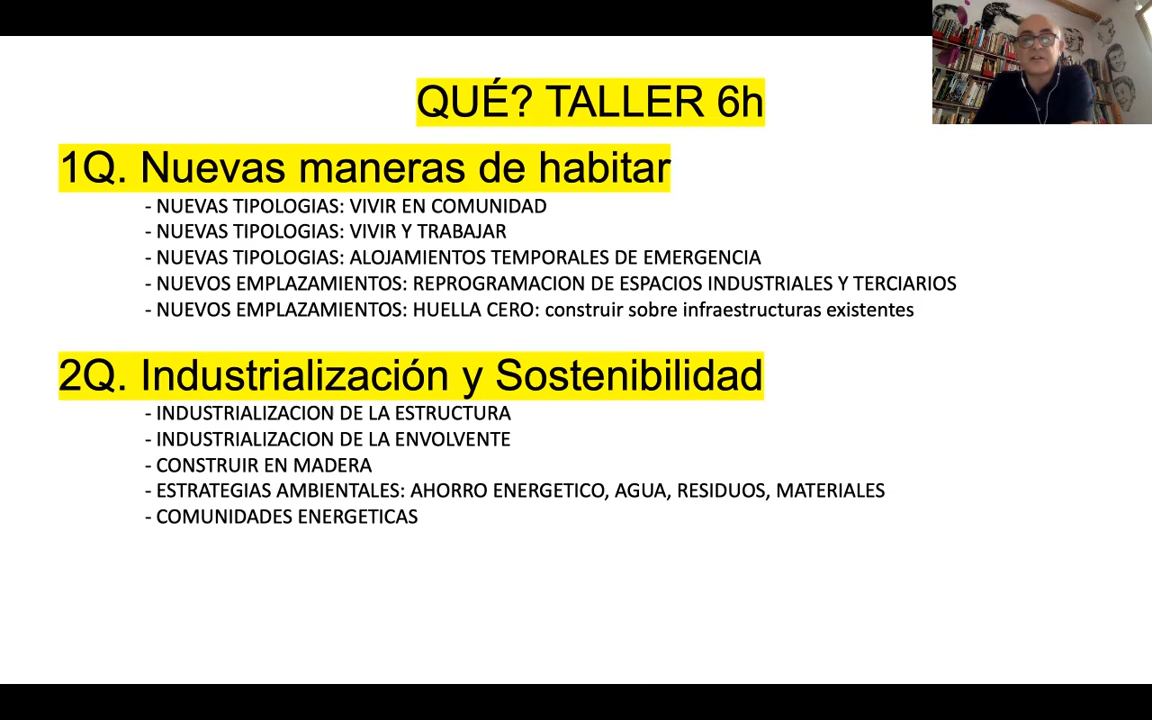 QUÉ? TALLER 6h
1Q. Nuevas maneras de habitar
- NUEVAS TIPOLOGIAS: VIVIR EN COMUNIDAD
- NUEVAS TIPOLOGIAS: VIVIR Y TRABAJAR
- NUEVAS TIPOLOGIAS: ALOJAMIENTOS TEMPORALES DE EMERGENCIA
- NUEVOS EMPLAZAMIENTOS: REPROGRAMACION DE ESPACIOS INDUSTRIALES Y TERCIARIOS
- NUEVOS EMPLAZAMIENTOS: HUELLA CERO: construir sobre infraestructuras existentes
2Q. Industrialización y Sostenibilidad
- INDUSTRIALIZACION DE LA ESTRUCTURA
- INDUSTRIALIZACION DE LA ENVOLVENTE
- CONSTRUIR EN MADERA
- ESTRATEGIAS AMBIENTALES: AHORRO ENERGETICO, AGUA, RESIDUOS, MATERIALES
- COMUNIDADES ENERGETICAS